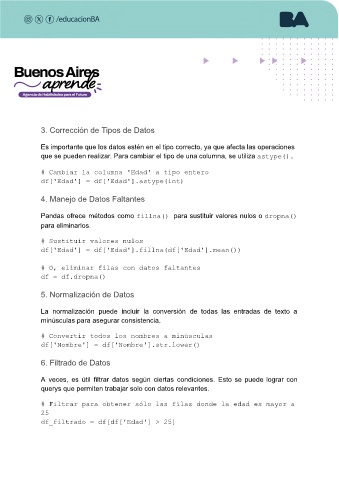 /educacionBA
BA
Buenos Aires
aprende
Agencia de Habilidades para el Futuro
3. Corrección de Tipos de Datos
Es importante que los datos estén en el tipo correcto, ya que afecta las operaciones
que se pueden realizar. Para cambiar el tipo de una columna, se utiliza astype().
# Cambiar la columna 'Edad' a tipo entero
df['Edad'] = df['Edad'].astype(int)
4. Manejo de Datos Faltantes
Pandas ofrece métodos como fillna() para sustituir valores nulos o dropna()
para eliminarlos.
# Sustituir valores nulos
df['Edad'] = df['Edad'].fillna(df['Edad'].mean())
# O, eliminar filas con datos faltantes
df = df.dropna()
5. Normalización de Datos
La normalización puede incluir la conversión de todas las entradas de texto a
minúsculas para asegurar consistencia.
# Convertir todos los nombres a minúsculas
df['Nombre'] = df['Nombre'].str.lower()
6. Filtrado de Datos
A veces, es útil filtrar datos según ciertas condiciones. Esto se puede lograr con
querys que permiten trabajar solo con datos relevantes.
# Filtrar para obtener sólo las filas donde la edad es mayor a
25
df_filtrado = df[df['Edad'] > 25]